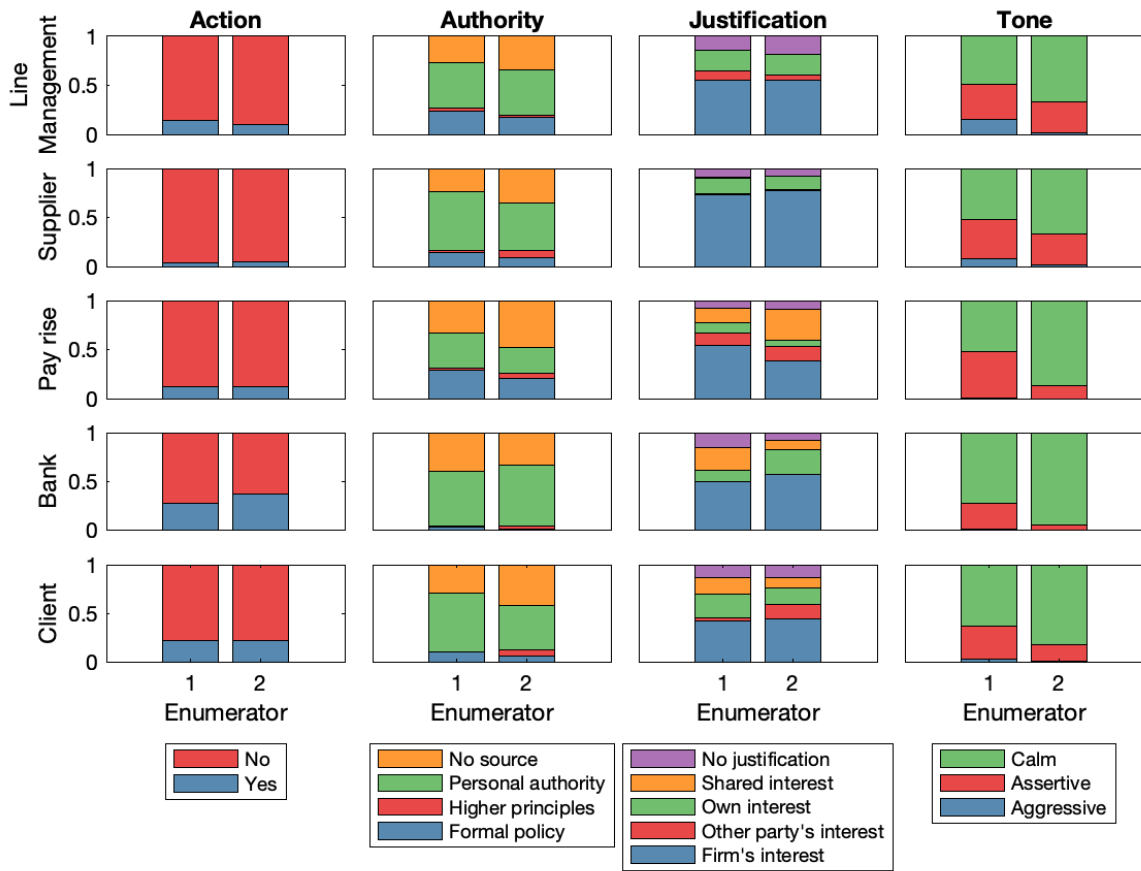 Action
Authority
Justification
Tone
Line
Management
1
0.5
0
Supplier
1
0.5
0
Pay rise
1
0.5
0
Bank
1
0.5
0
Client
1
0.5
0
1 2
Enumerator
1 2
Enumerator
1 2
Enumerator
1 2
Enumerator
No
Yes
No source
Personal authority
Higher principles
Formal policy
No justification
Shared interest
Own interest
Other party's interest
Firm's interest
Calm
Assertive
Aggressive